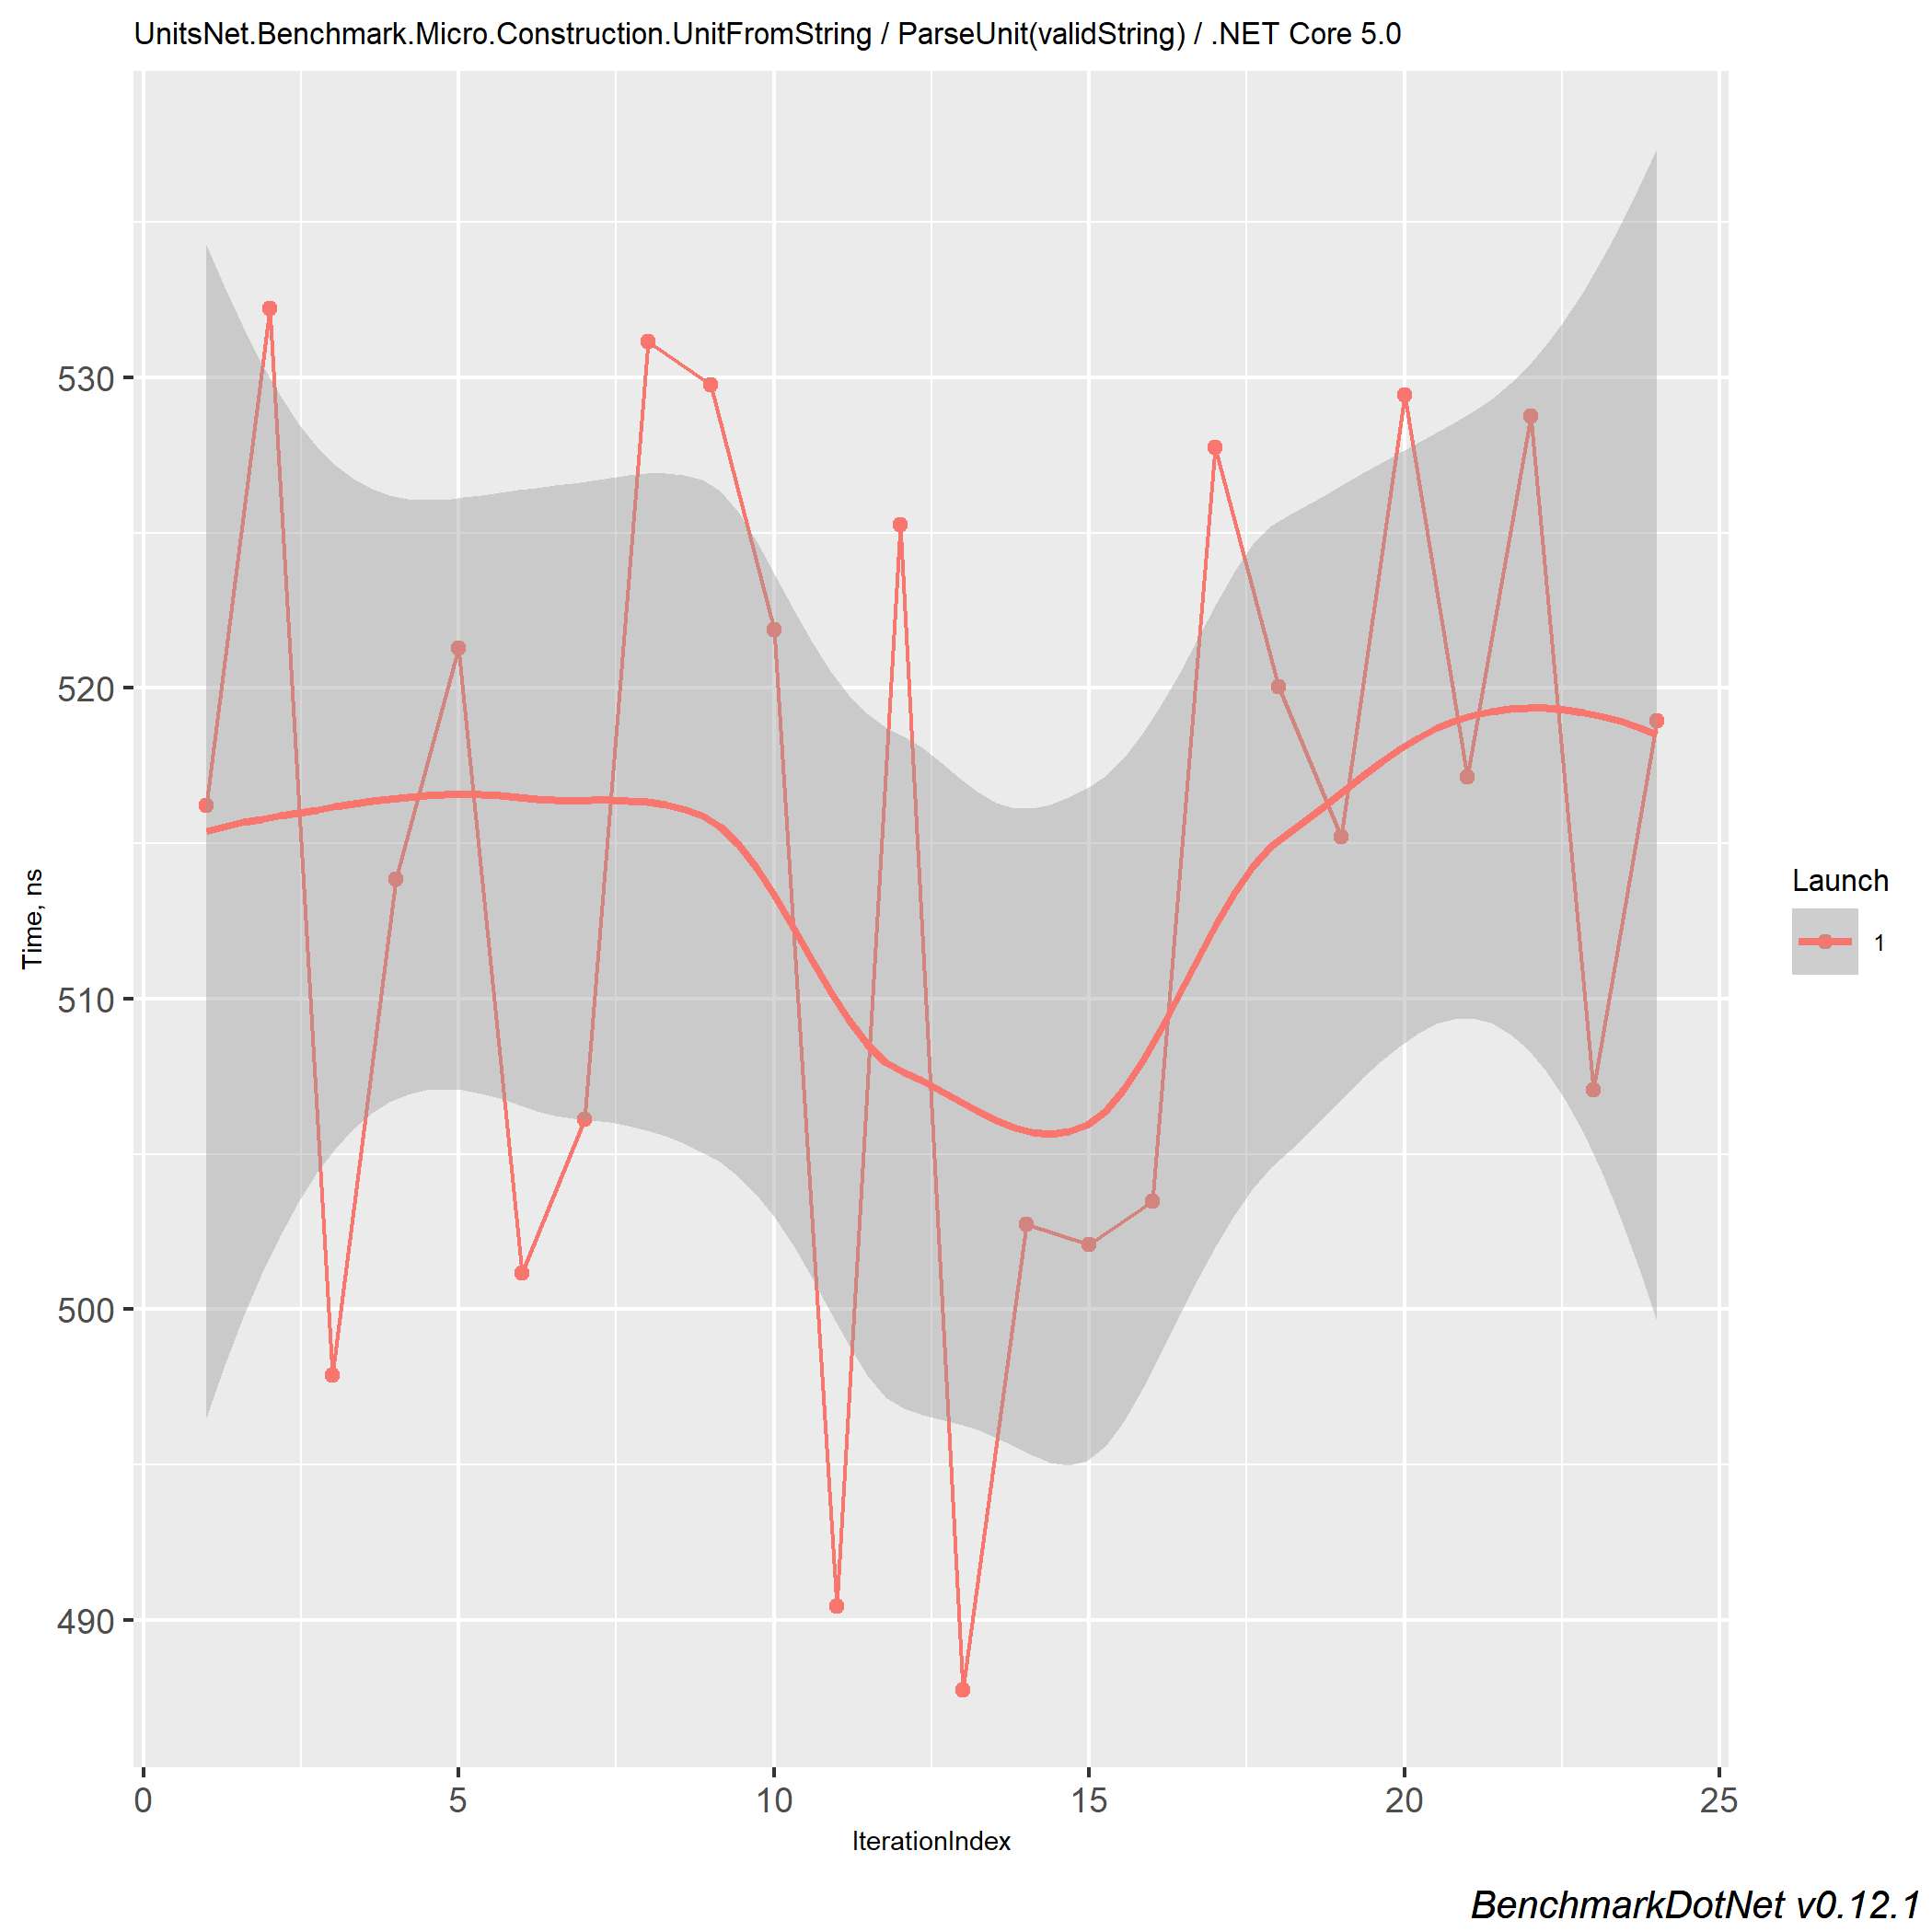 UnitsNet.Benchmark.Micro.Construction.UnitFromString / ParseUnit(validString) / .NET Core 5.0
530
520
510
500
490
Time, ns
0 5 10 15 20 25
IterationIndex
Launch
1
BenchmarkDotNet v0.12.1